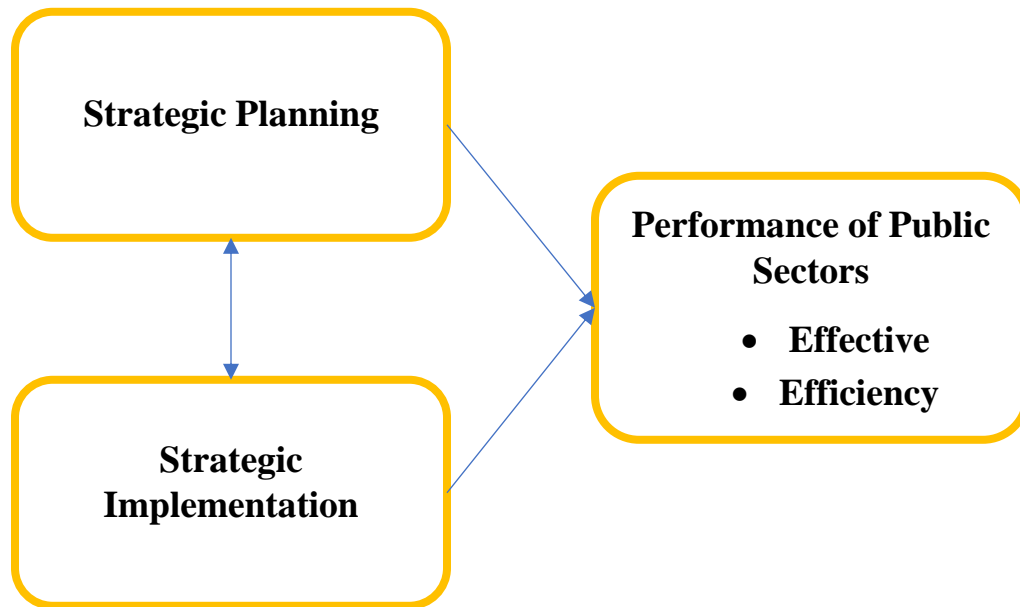 Strategic Planning
Performance of Public
Sectors
• Effective
• Efficiency
Strategic
Implementation